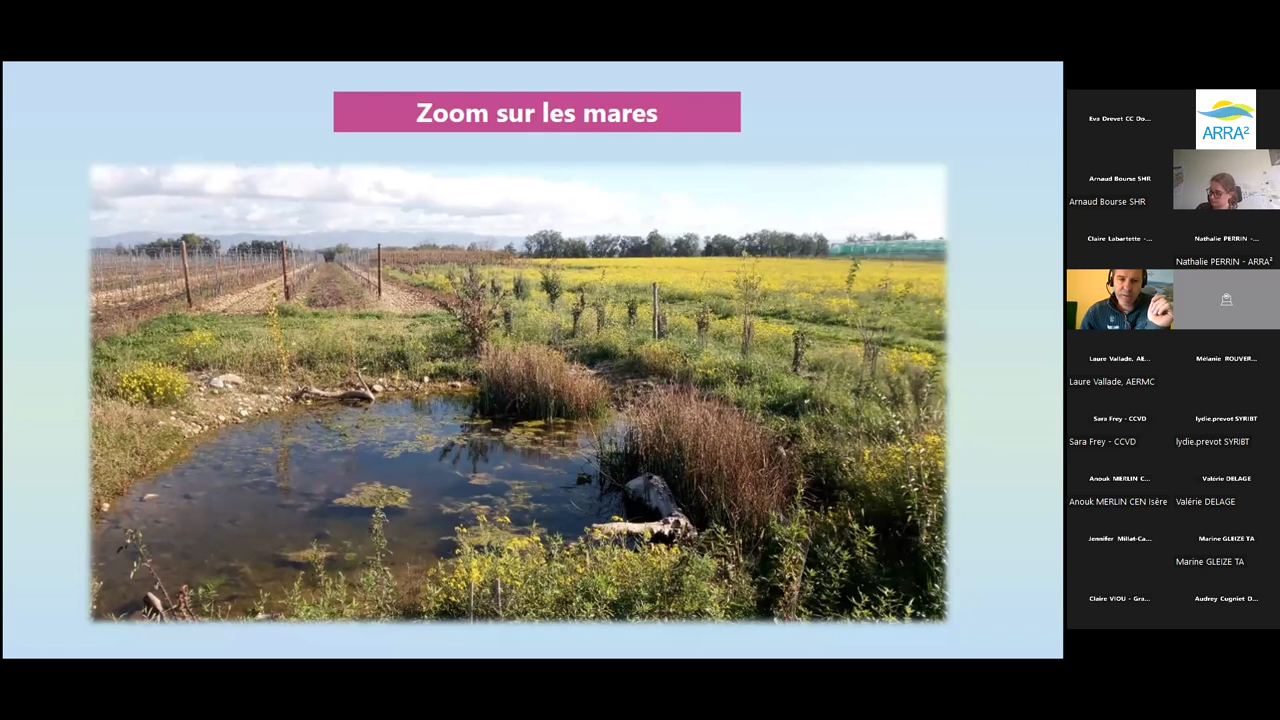 Zoom sur les mares
Eva Drevet CC Do...
ARRA²
Arnaud Bourse SHR
Arnaud Bourse SHR
Claire Labartette -...
Nathalie PERRIN -...
Nathalie PERRIN - ARRA²
Laure Vallade, AE...
Mélanie ROUVER...
Laure Vallade, AERMC
Sara Frey - CCVD
lydie.prevot SYRIBT
Sara Frey - CCVD
lydie.prevot SYRIBT
Anouk MERLIN C...
Valérie DELAGE
Anouk MERLIN CEN Isère
Valérie DELAGE
Jennifer Millat-Ca...
Marine GLEIZE TA
Marine GLEIZE TA
Claire VIOU - Gra...
Audrey Cugniet D...